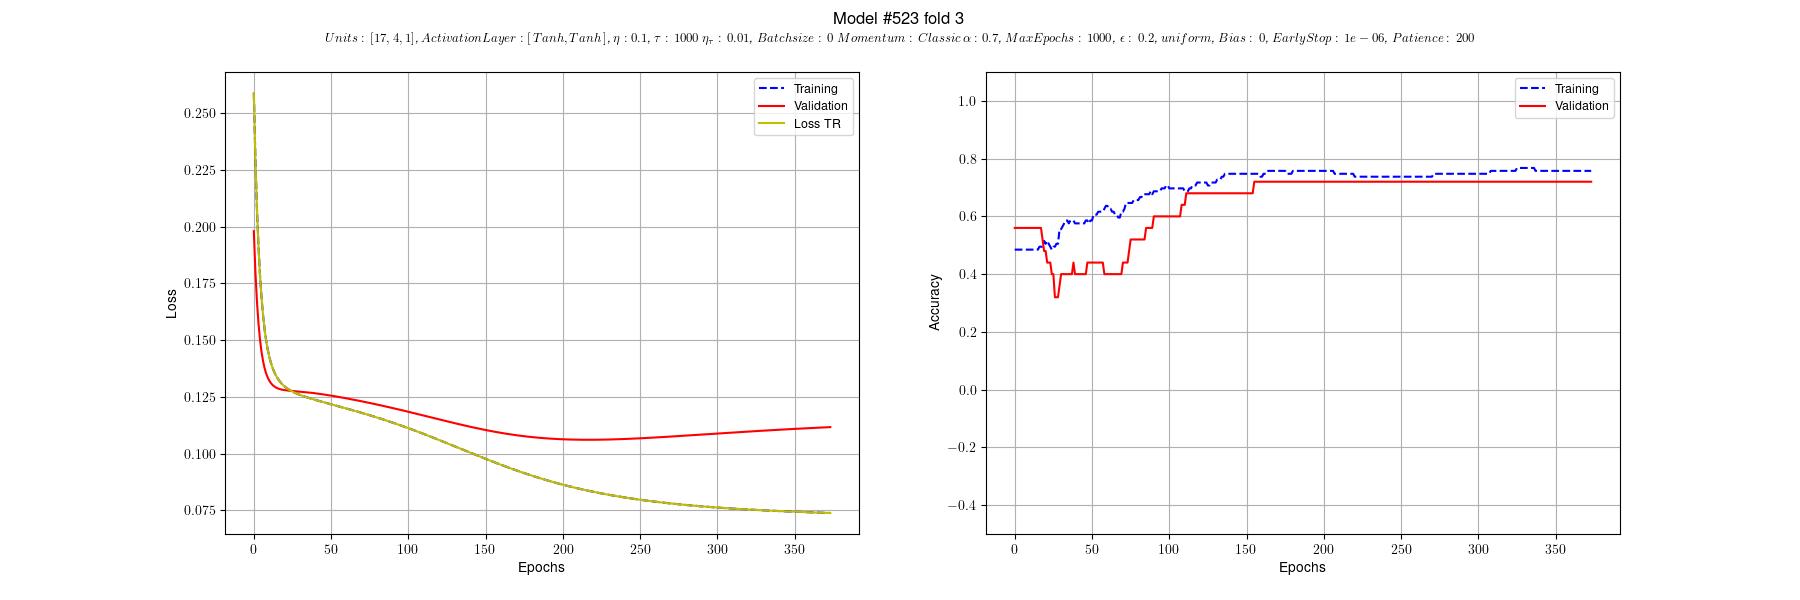 Model #523 fold 3
Units : [17, 4, 1], ActivationLayer : [Tanh, Tanh], η : 0.1, τ : 1000 η_τ : 0.01, Batchsize : 0 Momentum : Classic α : 0.7, MaxEpochs : 1000, ϵ : 0.2, uniform, Bias : 0, EarlyStop : 1e − 06, Patience : 200
Loss
0.250
0.225
0.200
0.175
0.150
0.125
0.100
0.075
0 50 100 150 200 250 300 350
Epochs
Training
Validation
Loss TR
Accuracy
1.0
0.8
0.6
0.4
0.2
0.0
−0.2
−0.4
0 50 100 150 200 250 300 350
Epochs
Training
Validation